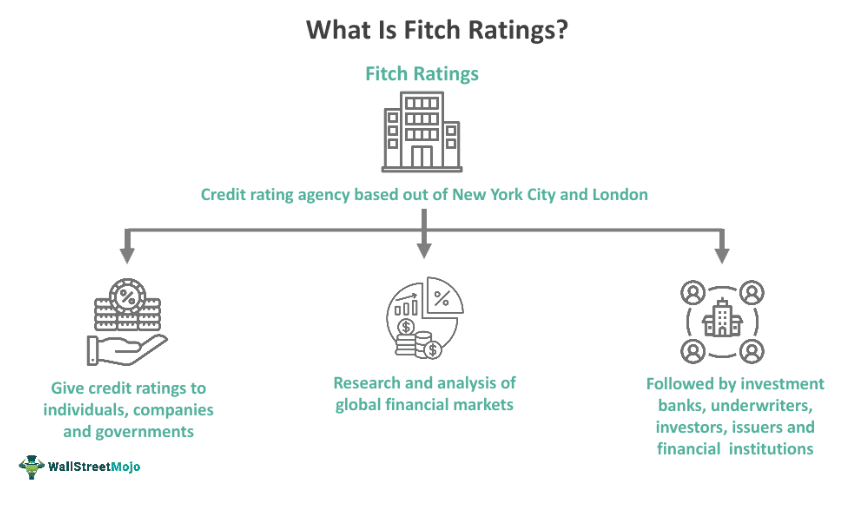 What Is Fitch Ratings?
Fitch Ratings
Credit rating agency based out of New York City and London
%
%
$
$
Give credit ratings to
individuals, companies
and governments
Research and analysis of
global financial markets
Followed by investment
banks, underwriters,
investors, issuers and
financial institutions
WallStreetMojo